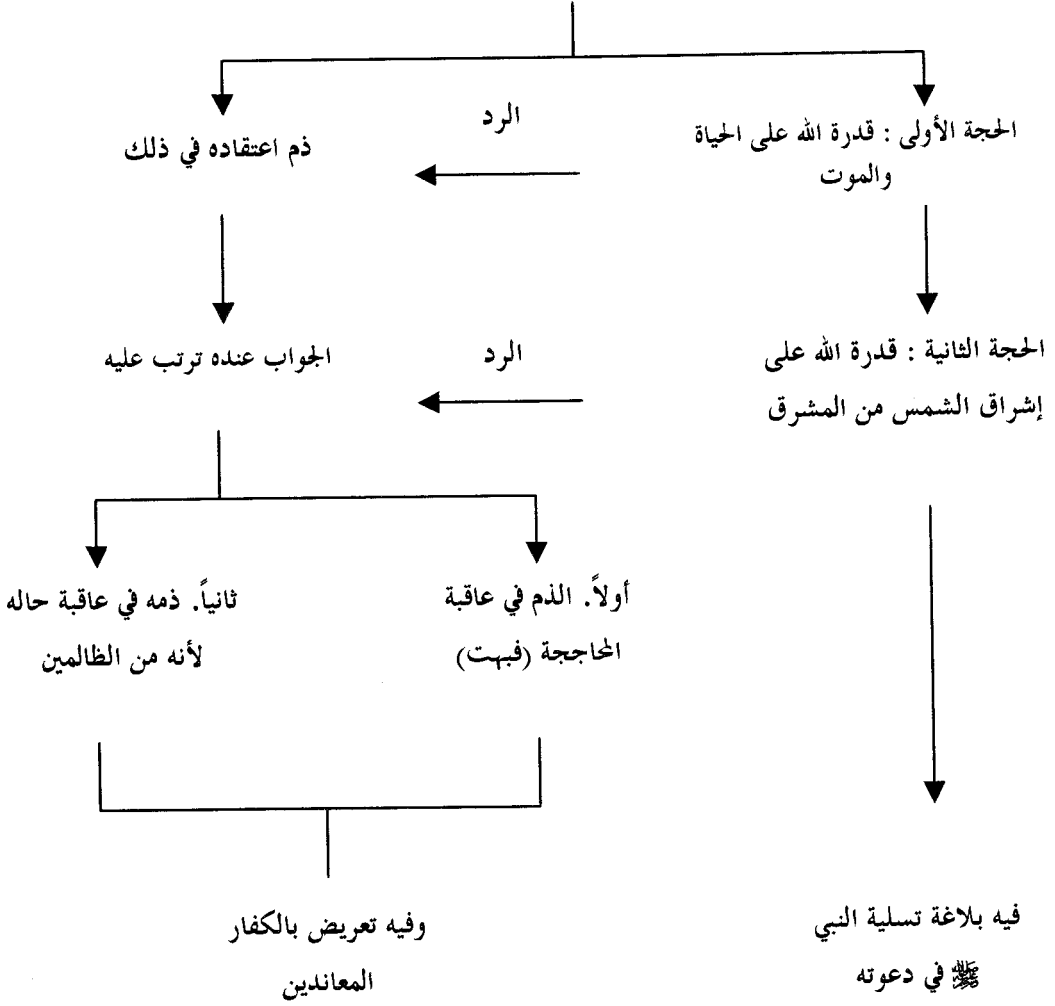 الحجة الأولى : قدرة الله على الحياة
والموت
الرد
ذم اعتقاده في ذلك
الحجة الثانية : قدرة الله على
إشراق الشمس من المشرق
الرد
الجواب عنده ترتب عليه
أولاً. الذم في عاقبة
المحاججة (فبهت)
ثانياً. ذمه في عاقبة حاله
لأنه من الظالمين
فيه بلاغة تسلية النبي
ﷺ في دعوته
وفيه تعريض بالكفار
المعاندين